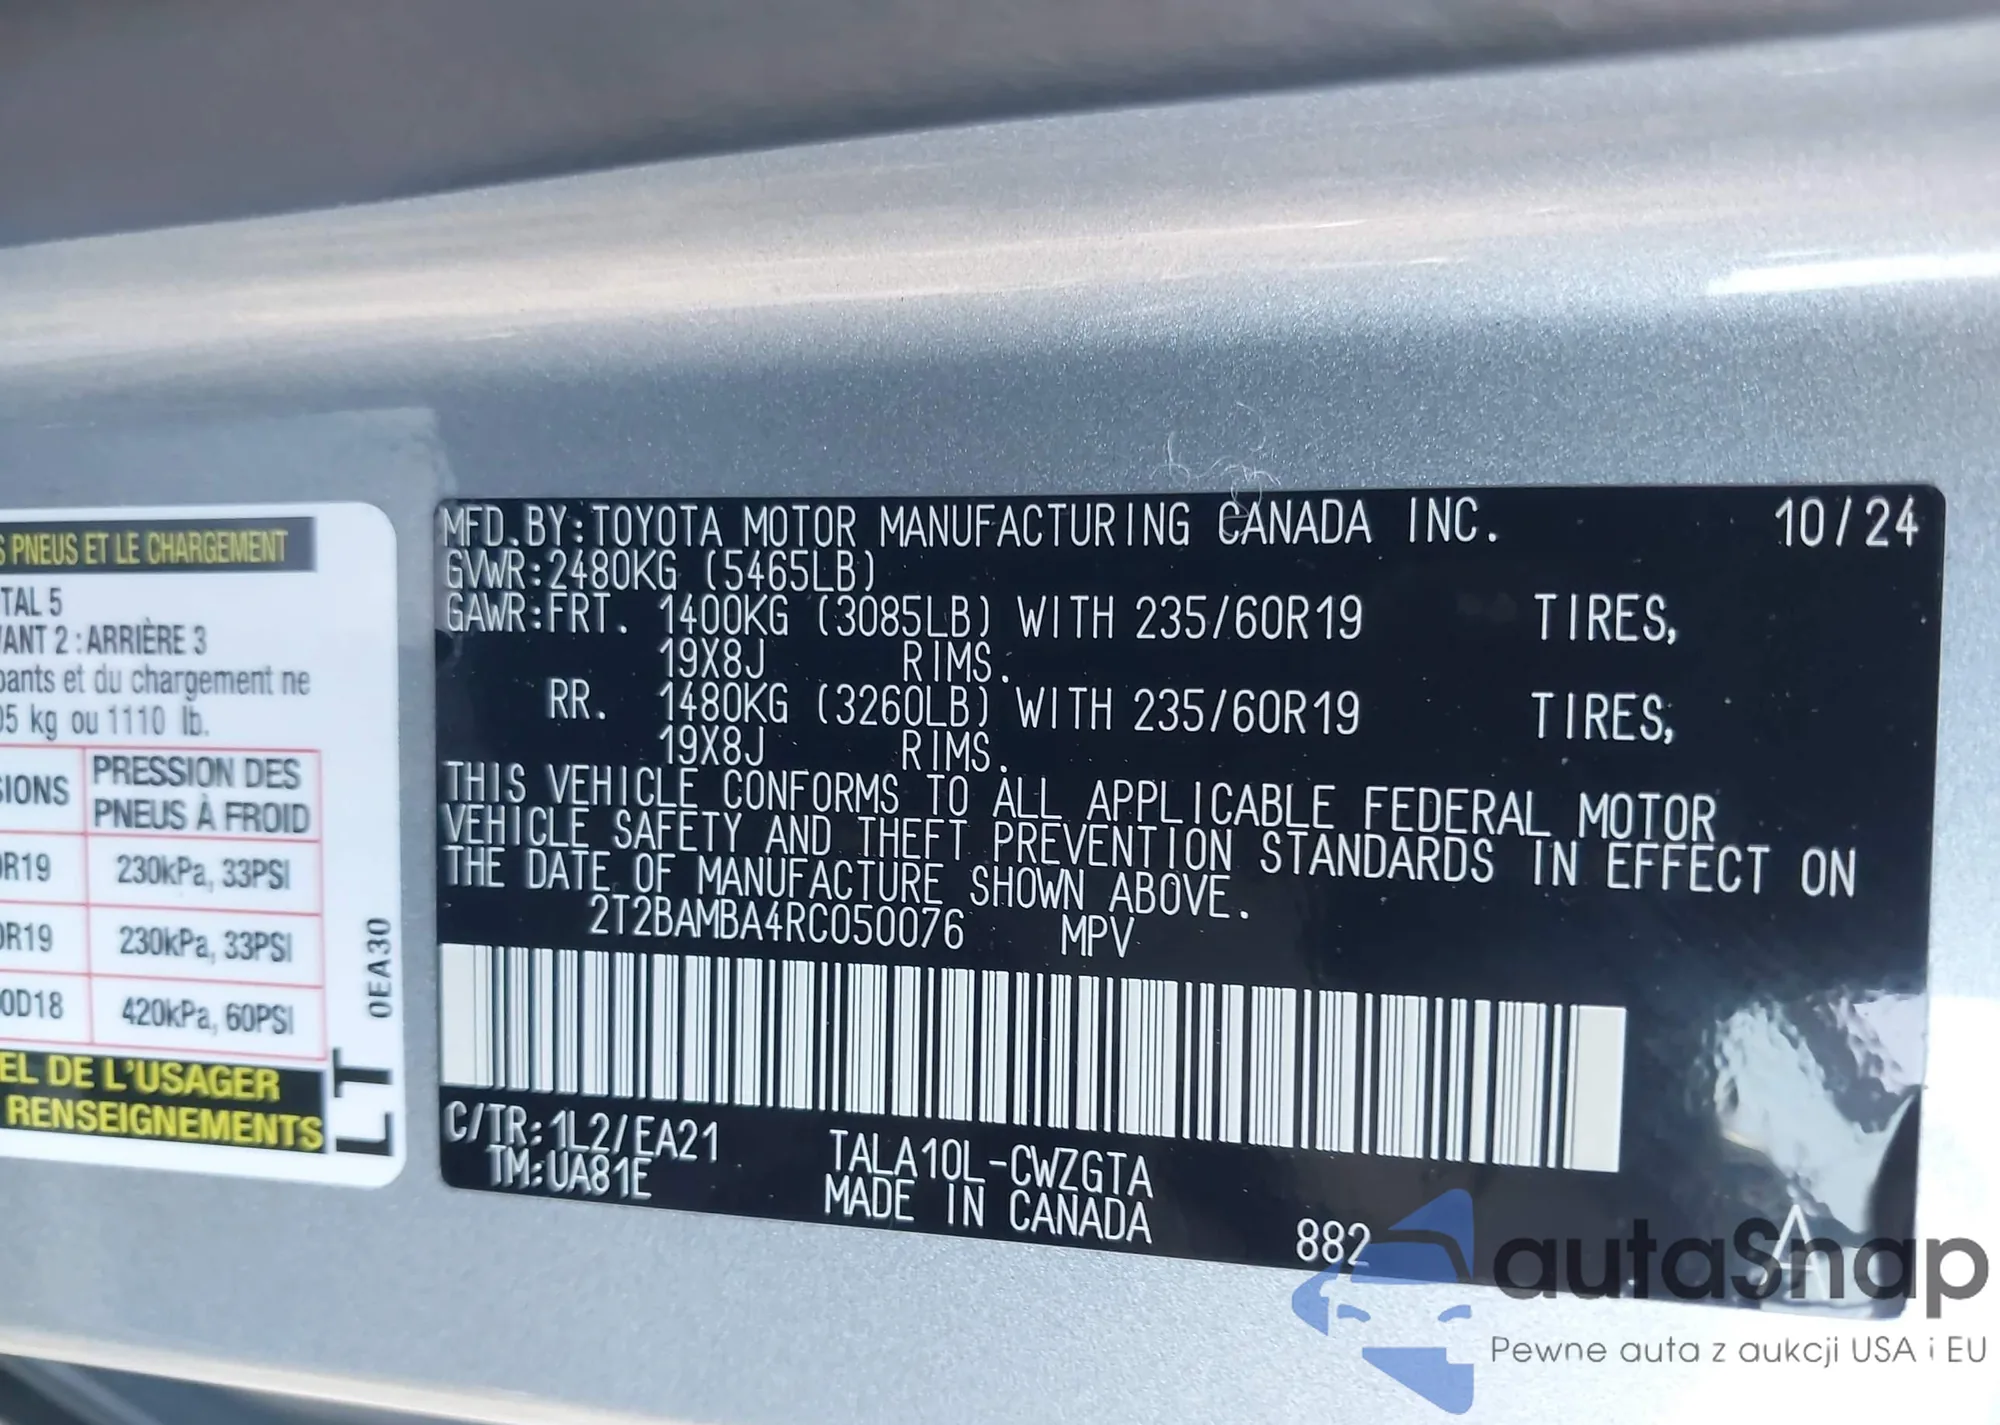 S PNEUS ET LE CHARGEMENT
TAL 5
ANT 2 : ARRIÈRE 3
pants et du chargement ne
05 kg ou 1110 lb.
SIONS
PRESSION DES
PNEUS À FROID
0R19
230kPa, 33PSI
0R19
230kPa, 33PSI
0D18
420kPa, 60PSI
EL DE L'USAGER
RENSEIGNEMENTS
0EA30
LT
MFD.BY:TOYOTA MOTOR MANUFACTURING CANADA INC. 10/24
GVWR:2480KG (5465LB)
GAWR:FRT. 1400KG (3085LB) WITH 235/60R19 TIRES,
19X8J RIMS.
RR. 1480KG (3260LB) WITH 235/60R19 TIRES,
19X8J RIMS.
THIS VEHICLE CONFORMS TO ALL APPLICABLE FEDERAL MOTOR
VEHICLE SAFETY AND THEFT PREVENTION STANDARDS IN EFFECT ON
THE DATE OF MANUFACTURE SHOWN ABOVE.
2T2BAMBA4RC050076 MPV
C/TR:1L2/EA21 TALA10L-CWZGTA
TM:UA81E MADE IN CANADA
882
autaSnap
Pewne auta z aukcji USA i EU